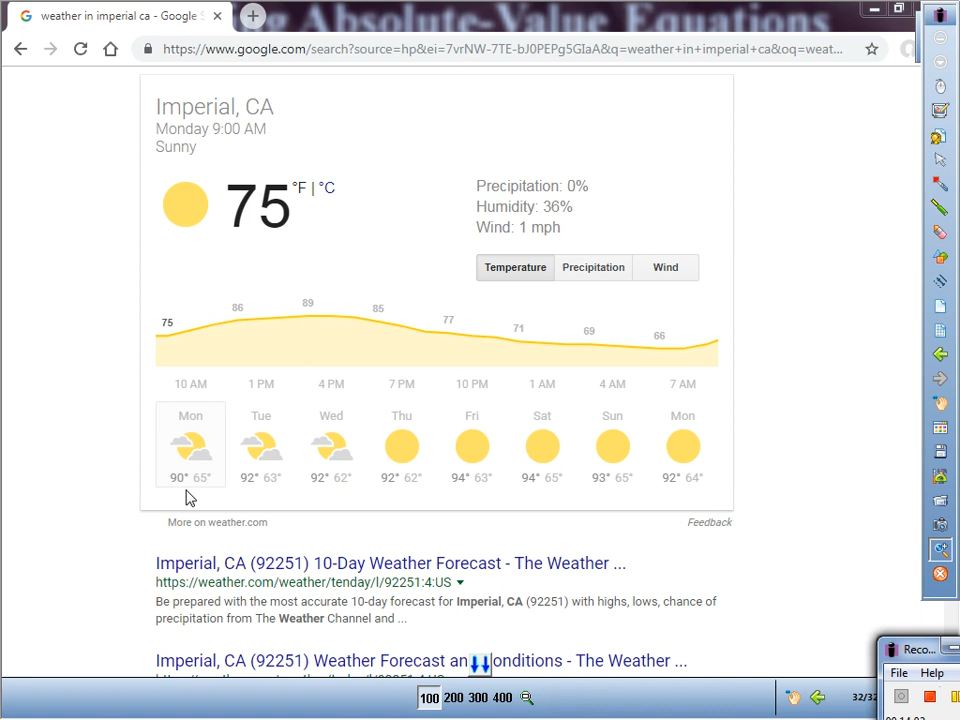 ing Absolute-Value Equations
weather in imperial ca - Google S
https://www.google.com/search?source=hp&ei=7vrNW-7TE-bJ0PEPg5GIaA&q=weather+in+imperial+ca&oq=weat...
Imperial, CA
Monday 9:00 AM
Sunny
75 °F | °C
Precipitation: 0%
Humidity: 36%
Wind: 1 mph
Temperature Precipitation Wind
75 86 89 85 77 71 69 66
10 AM 1 PM 4 PM 7 PM 10 PM 1 AM 4 AM 7 AM
Mon Tue Wed Thu Fri Sat Sun Mon
90° 65° 92° 63° 92° 62° 92° 62° 94° 63° 94° 65° 93° 65° 92° 64°
More on weather.com Feedback
Imperial, CA (92251) 10-Day Weather Forecast - The Weather ...
https://weather.com/weather/tenday/l/92251:4:US
Be prepared with the most accurate 10-day forecast for Imperial, CA (92251) with highs, lows, chance of
precipitation from The Weather Channel and ...
Imperial, CA (92251) Weather Forecast an onditions - The Weather ...
Reco...
File Help
100 200 300 400
32/32